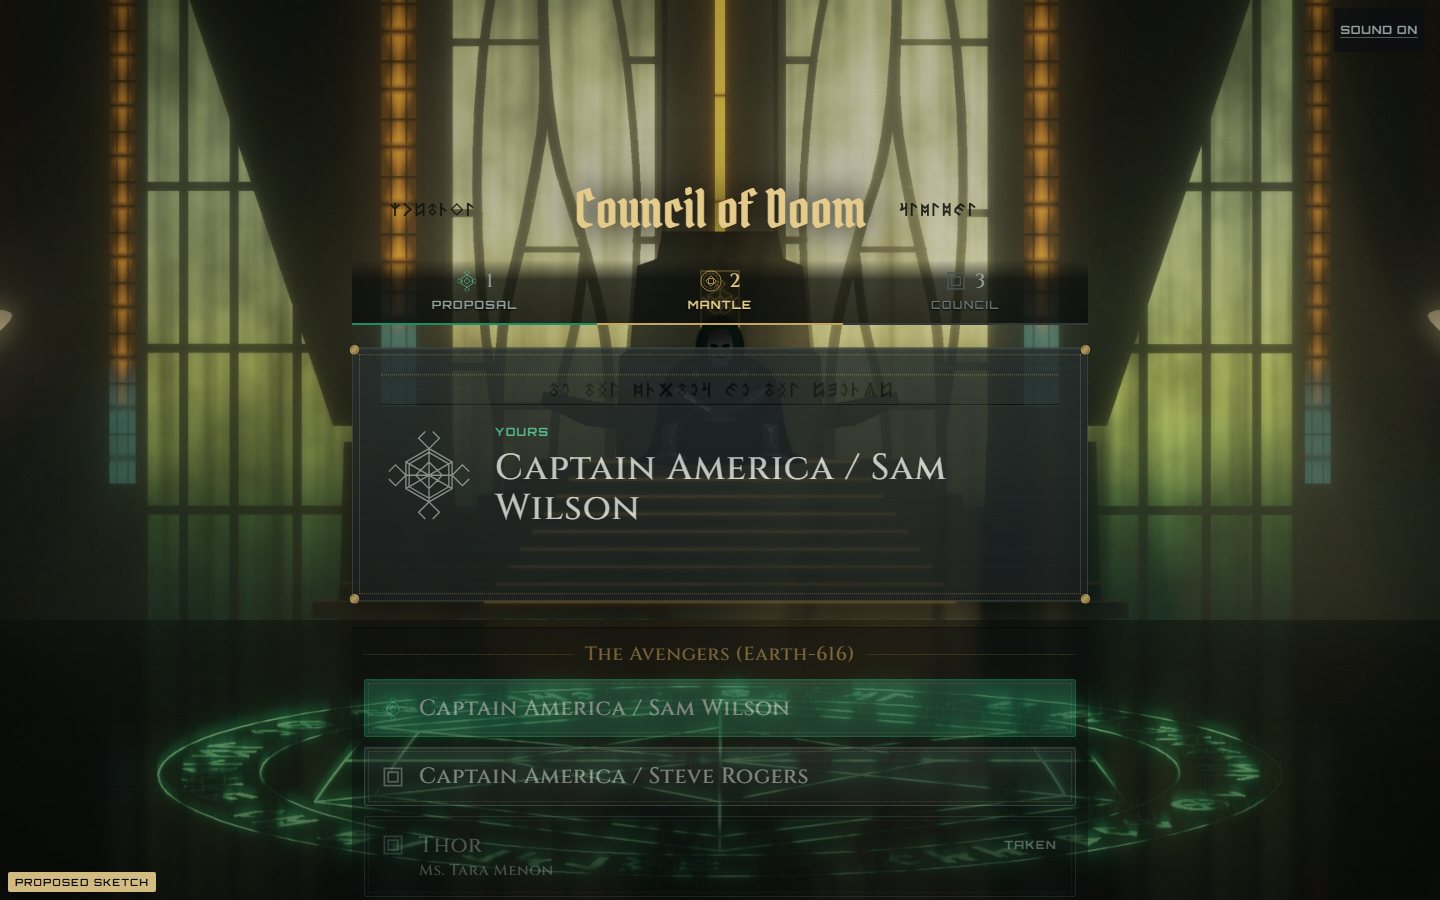 SOUND ON
Council of Doom
1
PROPOSAL
2
MANTLE
3
COUNCIL
YOURS
Captain America / Sam
Wilson
The Avengers (Earth-616)
Captain America / Sam Wilson
Captain America / Steve Rogers
Thor
TAKEN
Ms. Tara Menon
PROPOSED SKETCH